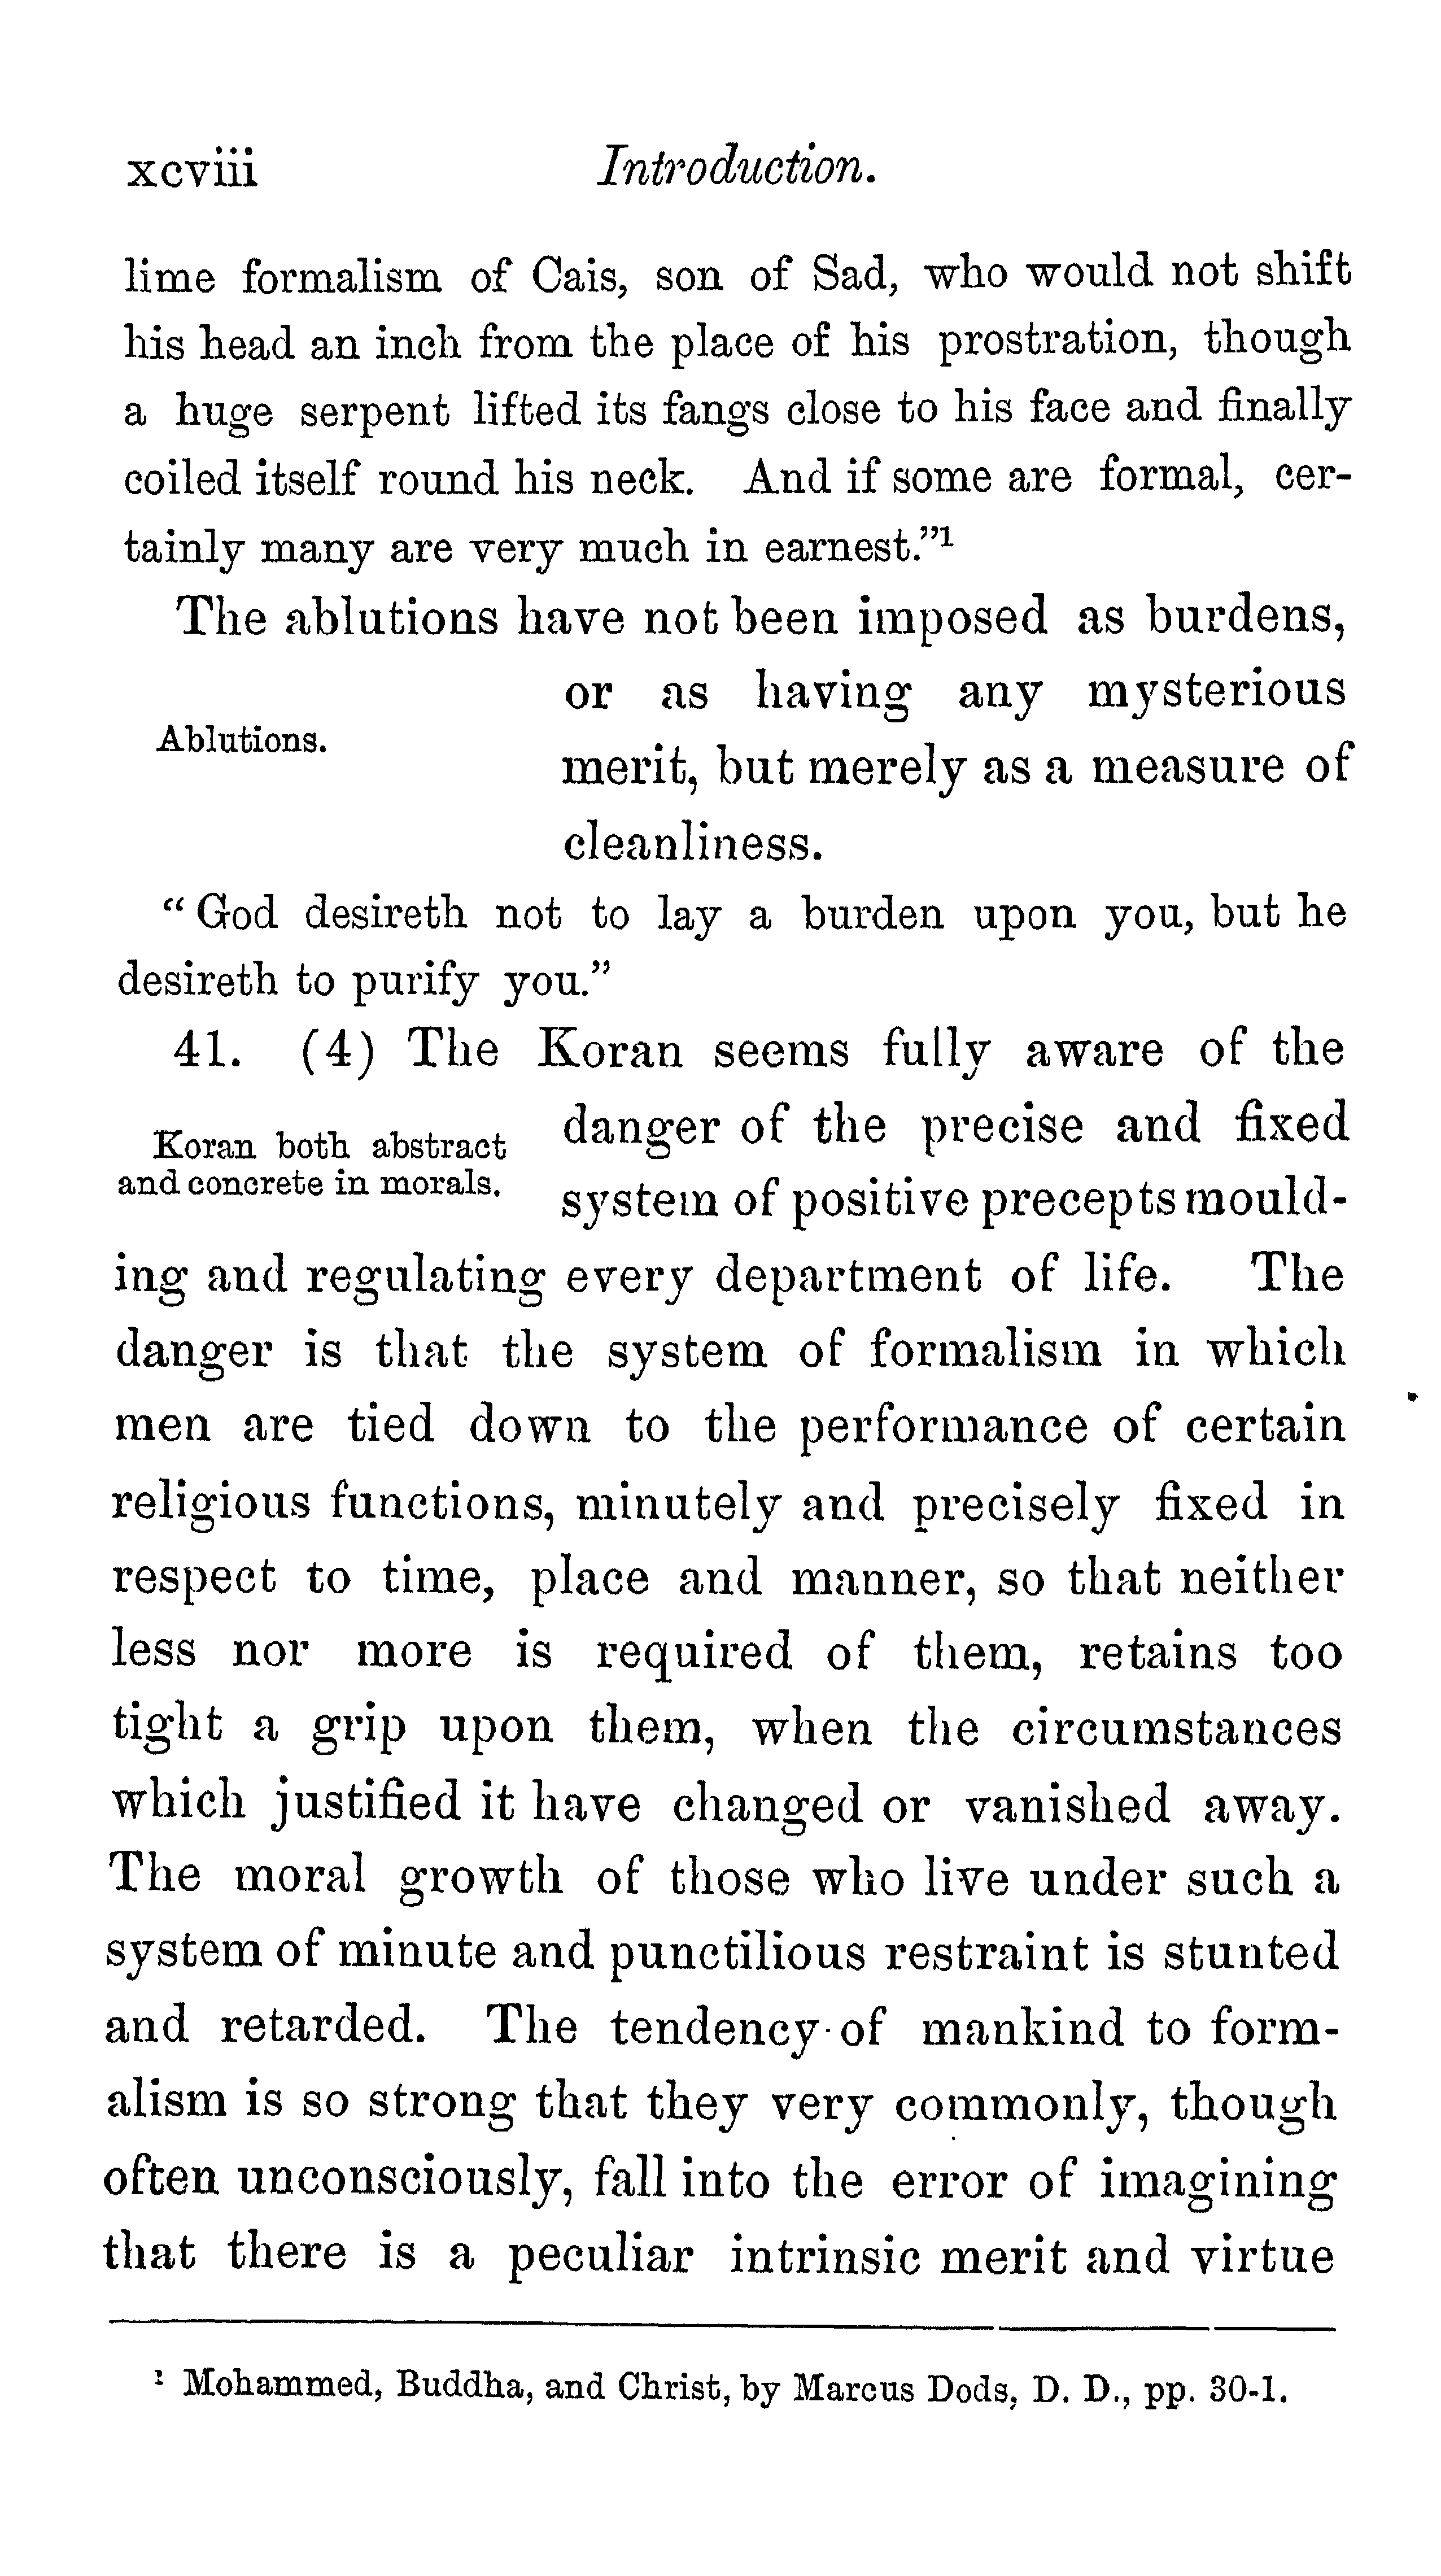 xcviii Introduction.
lime formalism of Cais, son of Sad, who would not shift
his head an inch from the place of his prostration, though
a huge serpent lifted its fangs close to his face and finally
coiled itself round his neck. And if some are formal, cer-
tainly many are very much in earnest."¹
The ablutions have not been imposed as burdens,
Ablutions.
or as having any mysterious
merit, but merely as a measure of
cleanliness.
"God desireth not to lay a burden upon you, but he
desireth to purify you."
41. (4) The Koran seems fully aware of the
Koran both abstract
and concrete in morals.
danger of the precise and fixed
system of positive precepts mould-
ing and regulating every department of life. The
danger is that the system of formalism in which
men are tied down to the performance of certain
religious functions, minutely and precisely fixed in
respect to time, place and manner, so that neither
less nor more is required of them, retains too
tight a grip upon them, when the circumstances
which justified it have changed or vanished away.
The moral growth of those who live under such a
system of minute and punctilious restraint is stunted
and retarded. The tendency of mankind to form-
alism is so strong that they very commonly, though
often unconsciously, fall into the error of imagining
that there is a peculiar intrinsic merit and virtue
¹ Mohammed, Buddha, and Christ, by Marcus Dods, D. D., pp. 30-1.